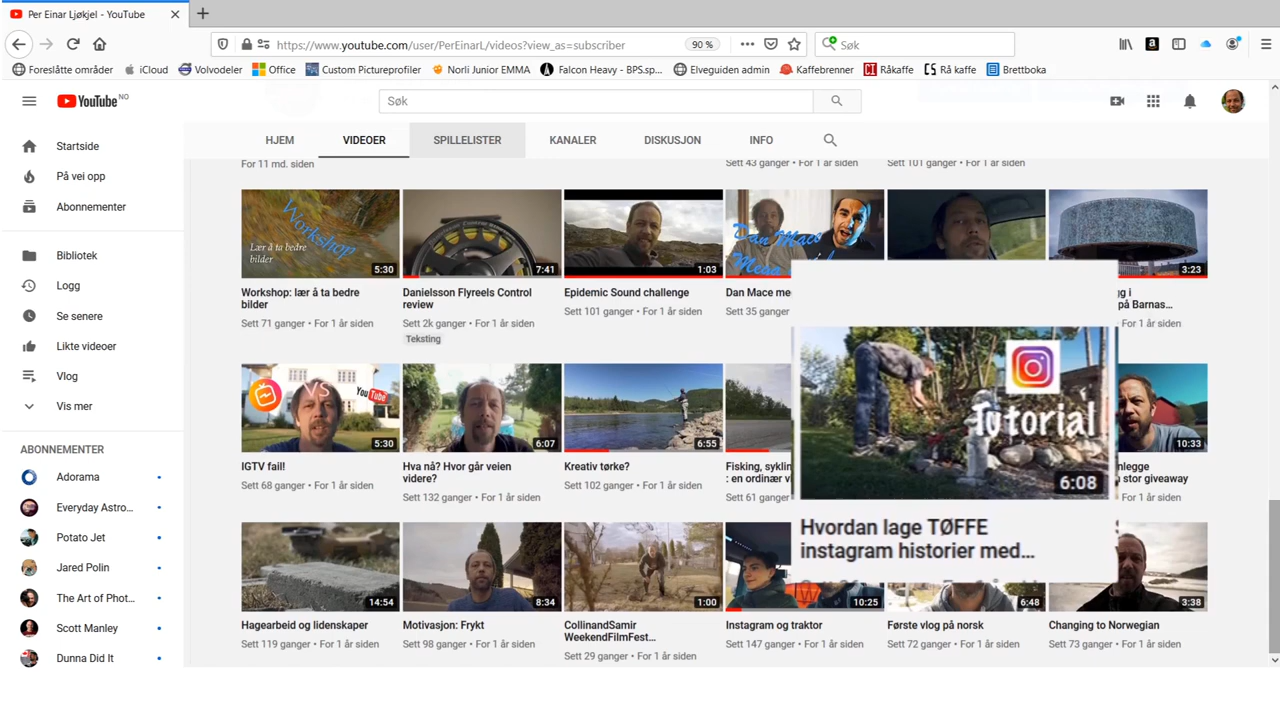 Per Einar Ljøkjel - YouTube
https://www.youtube.com/user/PerEinarL/videos?view_as=subscriber
90 %
Søk
Foreslåtte områder
iCloud
Volvodeler
Office
Custom Pictureprofiler
Norli Junior EMMA
Falcon Heavy - BPS.sp...
Elveguiden admin
Kaffebrenner
Råkaffe
Rå kaffe
Brettboka
YouTube NO
Søk
HJEM
VIDEOER
SPILLELISTER
KANALER
DISKUSJON
INFO
Startside
På vei opp
Abonnementer
Bibliotek
Logg
Se senere
Likte videoer
Vlog
Vis mer
ABONNEMENTER
Adorama
Everyday Astro...
Potato Jet
Jared Polin
The Art of Phot...
Scott Manley
Dunna Did It
For 11 md. siden
Sett 43 ganger • For 1 år siden
Sett 101 ganger • For 1 år siden
Workshop
Lær å ta bedre
bilder
5:30
7:41
1:03
Dan Mace
3:23
Workshop: lær å ta bedre
bilder
Sett 71 ganger • For 1 år siden
Danielsson Flyreels Control
review
Sett 2k ganger • For 1 år siden
Teksting
Epidemic Sound challenge
Sett 101 ganger • For 1 år siden
Dan Mace me
Sett 35 ganger
g i
på Barnas...
For 1 år siden
VS
YouTube
5:30
6:07
6:55
10:33
IGTV fail!
Sett 68 ganger • For 1 år siden
Hva nå? Hvor går veien
videre?
Sett 132 ganger • For 1 år siden
Kreativ tørke?
Sett 102 ganger • For 1 år siden
Fisking, syklin
: en ordinær v
Sett 61 ganger
nlegge
stor giveaway
For 1 år siden
Tutorial
6:08
Hvordan lage TØFFE
instagram historier med...
14:54
8:34
1:00
10:25
6:48
3:38
Hagearbeid og lidenskaper
Sett 119 ganger • For 1 år siden
Motivasjon: Frykt
Sett 98 ganger • For 1 år siden
CollinandSamir
WeekendFilmFest...
Sett 29 ganger • For 1 år siden
Instagram og traktor
Sett 147 ganger • For 1 år siden
Første vlog på norsk
Sett 72 ganger • For 1 år siden
Changing to Norwegian
Sett 73 ganger • For 1 år siden